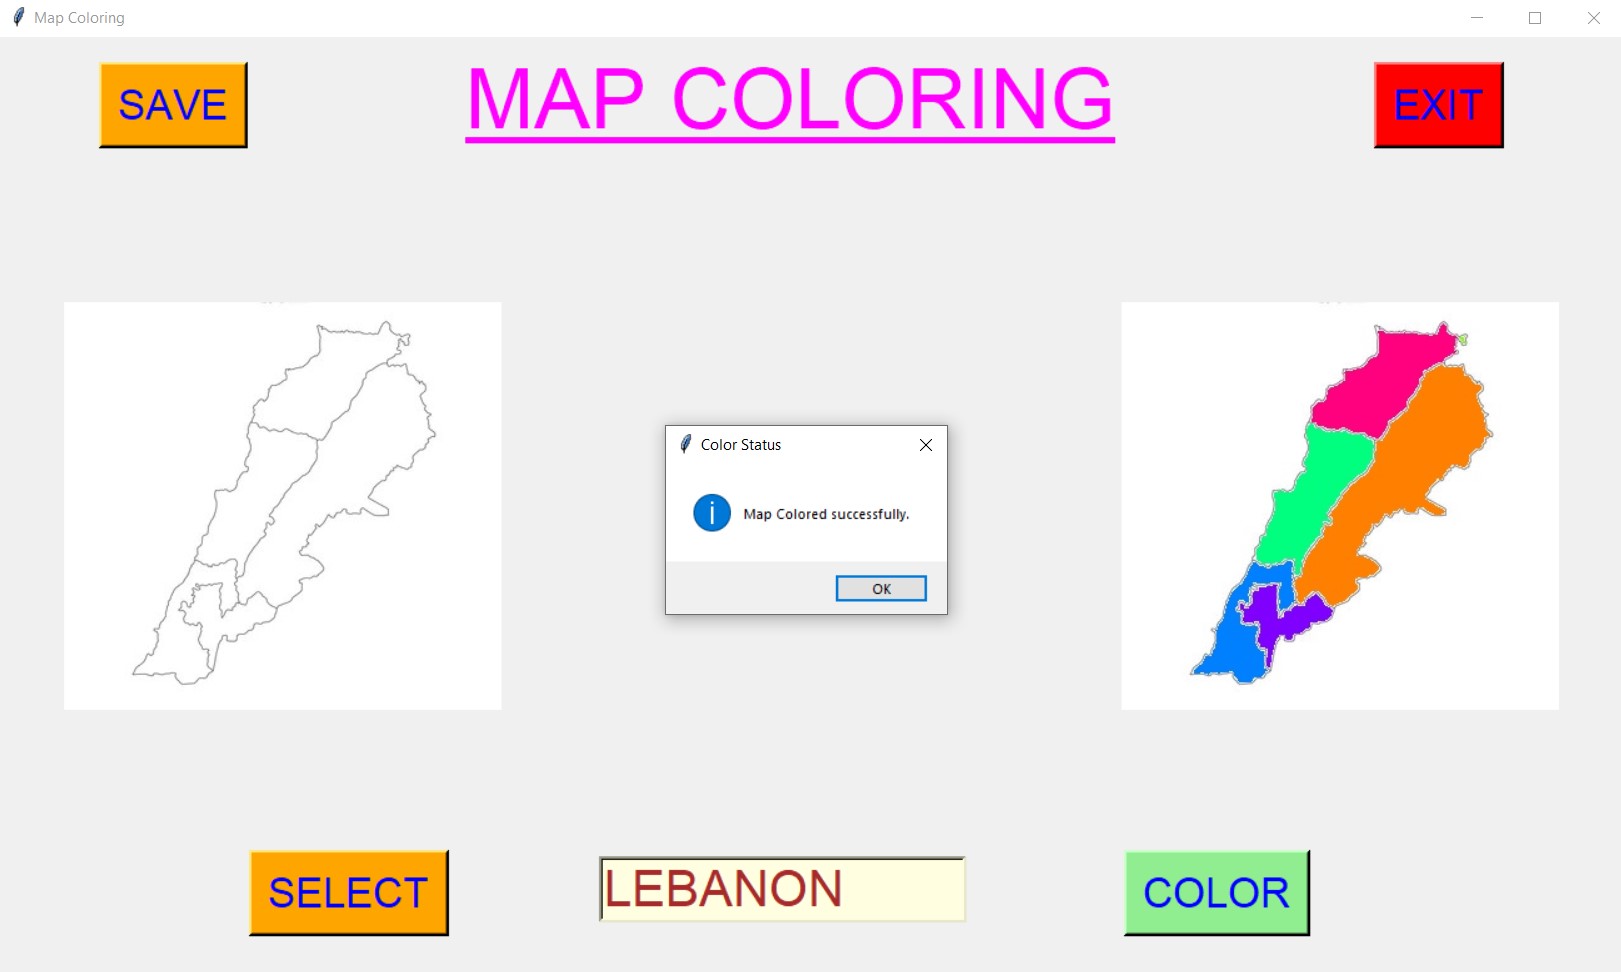 Map Coloring
SAVE
MAP COLORING
EXIT
Color Status
Map Colored successfully.
OK
SELECT
LEBANON
COLOR